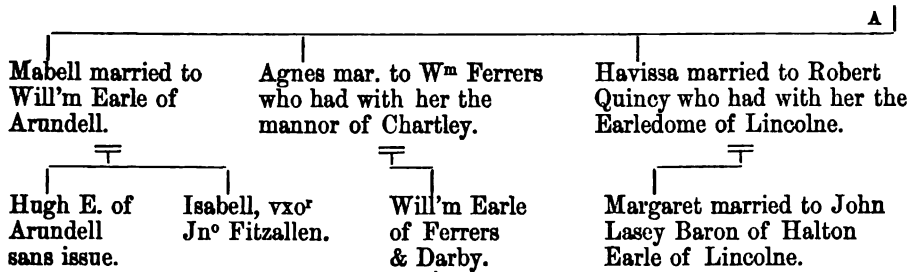 A
Mabell married to
Will'm Earle of
Arundell.
Agnes mar. to Wᵐ Ferrers
who had with her the
mannor of Chartley.
Havissa married to Robert
Quincy who had with her the
Earledome of Lincolne.
Hugh E. of
Arundell
sans issue.
Isabell, vxoʳ
Jnᵒ Fitzallen.
Will'm Earle
of Ferrers
& Darby.
Margaret married to John
Lasey Baron of Halton
Earle of Lincolne.